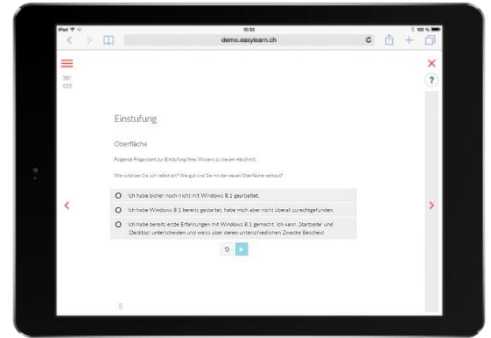 iPad
10:55
100 %
demo.easylearn.ch
?
Einstufung
Oberfläche
Folgende Frage dient zur Einstufung Ihres Wissens zu diesem Abschnitt.
Wie schätzen Sie sich selbst ein? Wie gut sind Sie mit der neuen Oberfläche vertraut?
Ich habe bisher noch nicht mit Windows 8.1 gearbeitet.
Ich habe Windows 8.1 bereits gestartet, habe mich aber nicht überall zurechtgefunden.
Ich habe bereits erste Erfahrungen mit Windows 8.1 gemacht. Ich kann 'Startseite' und
'Desktop' unterscheiden und weiss über deren unterschiedlichen Zwecke Bescheid.